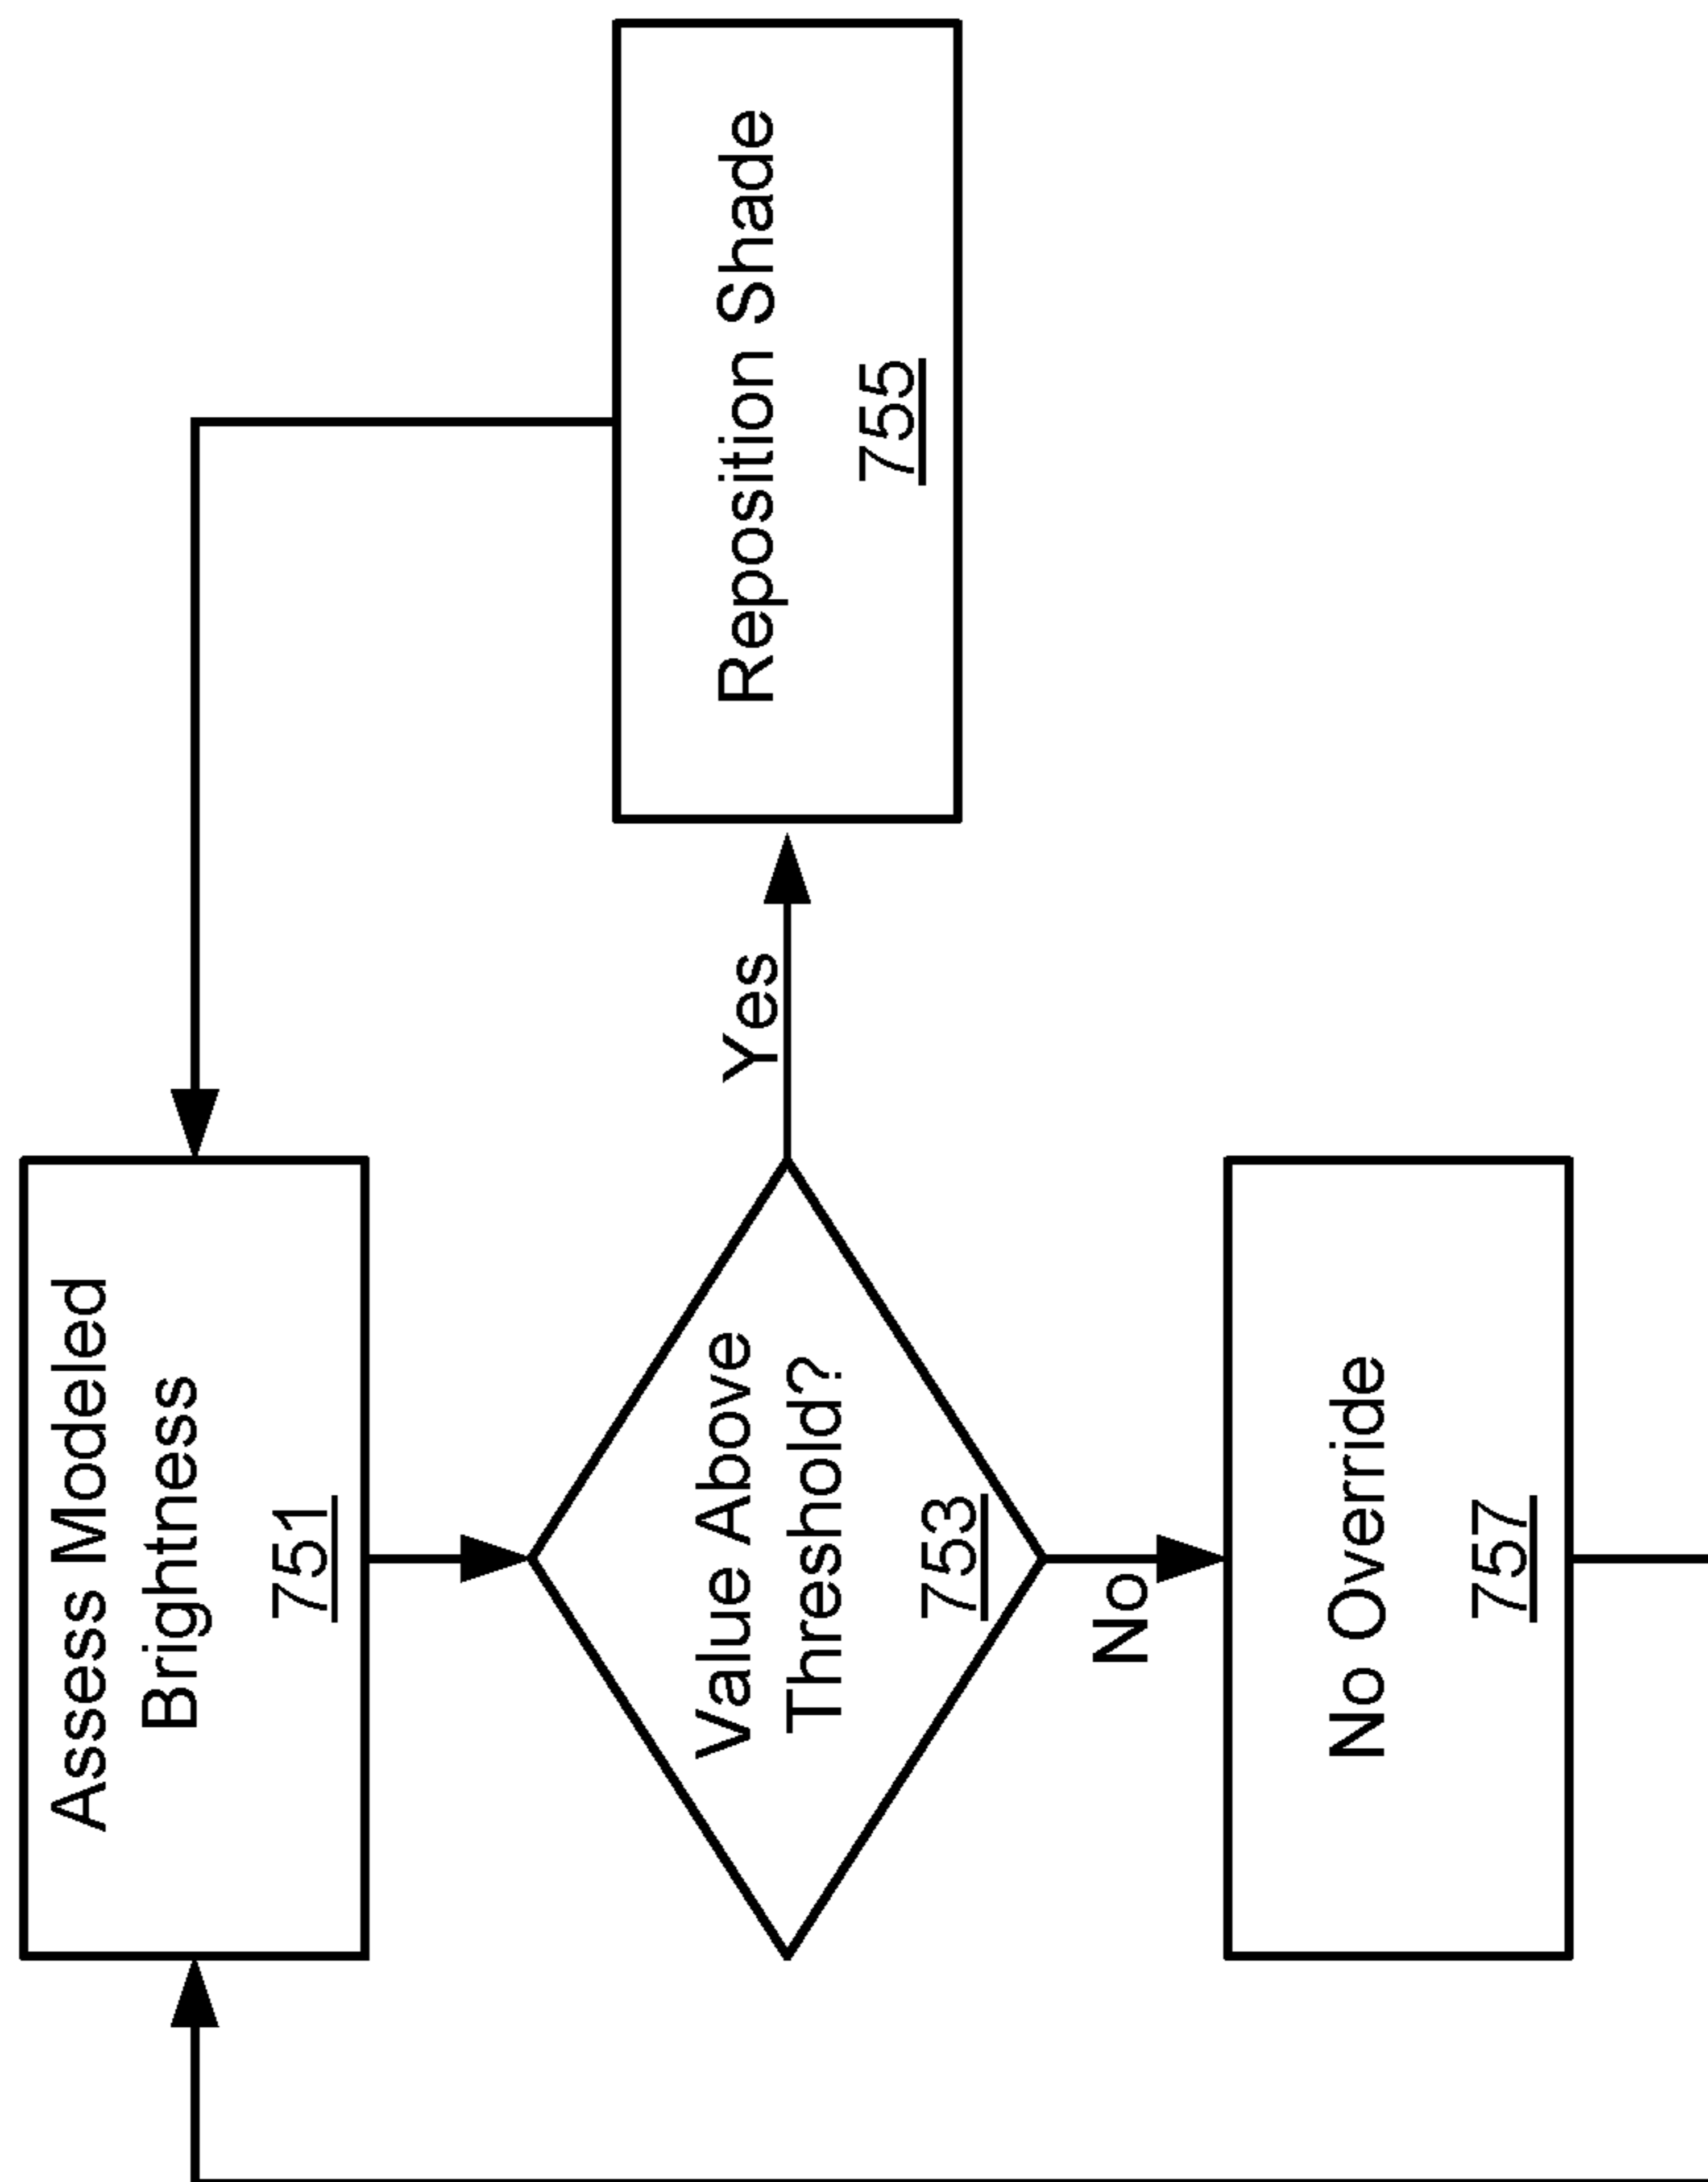 Assess Modeled
Brightness
751
Value Above
Threshold?
753
Yes
Reposition Shade
755
No
No Override
757